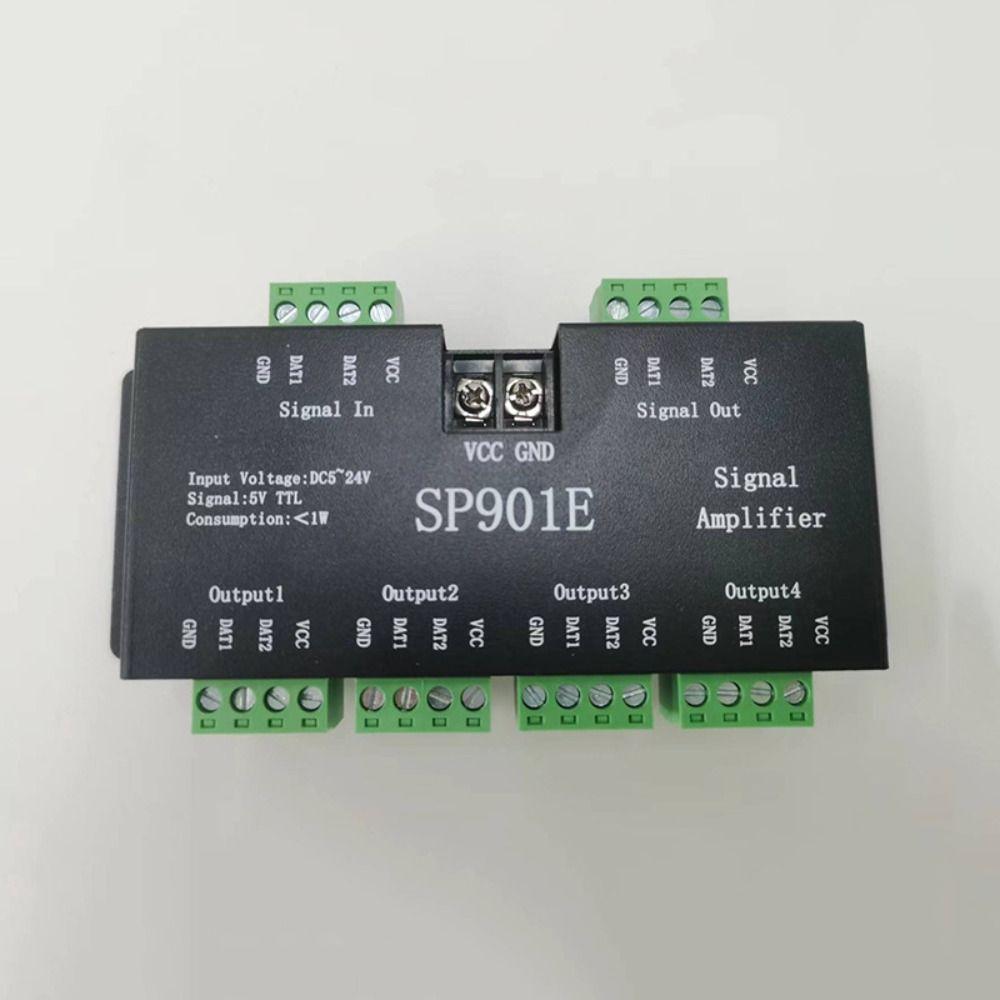 GND DAT1 DAT2 VCC
Signal In
VCC GND
GND DAT1 DAT2 VCC
Signal Out
Input Voltage:DC5~24V
Signal:5V TTL
Consumption:<1W
SP901E
Signal
Amplifier
Output1
GND DAT1 DAT2 VCC
Output2
GND DAT1 DAT2 VCC
Output3
GND DAT1 DAT2 VCC
Output4
GND DAT1 DAT2 VCC